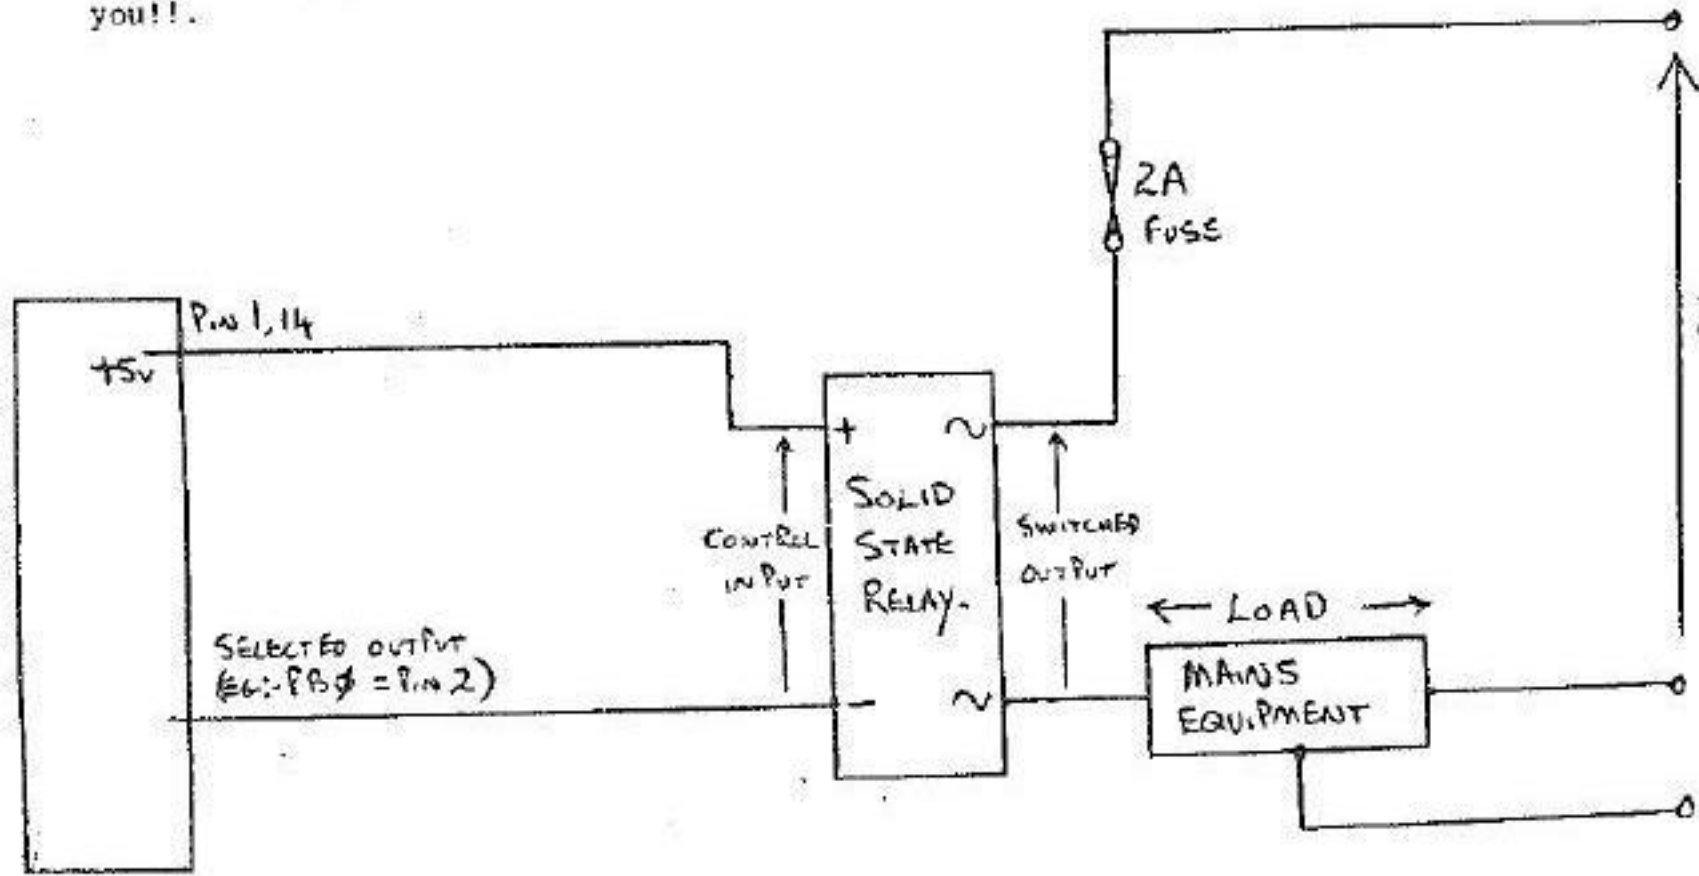 you!!.
2A
FUSE
PIN 1,14
+5v
+
~
SOLID
STATE
RELAY.
CONTROL
INPUT
SWITCHED
OUTPUT
← LOAD →
MAINS
EQUIPMENT
SELECTED OUTPUT
(EG:- PBØ = PIN 2)
-
~